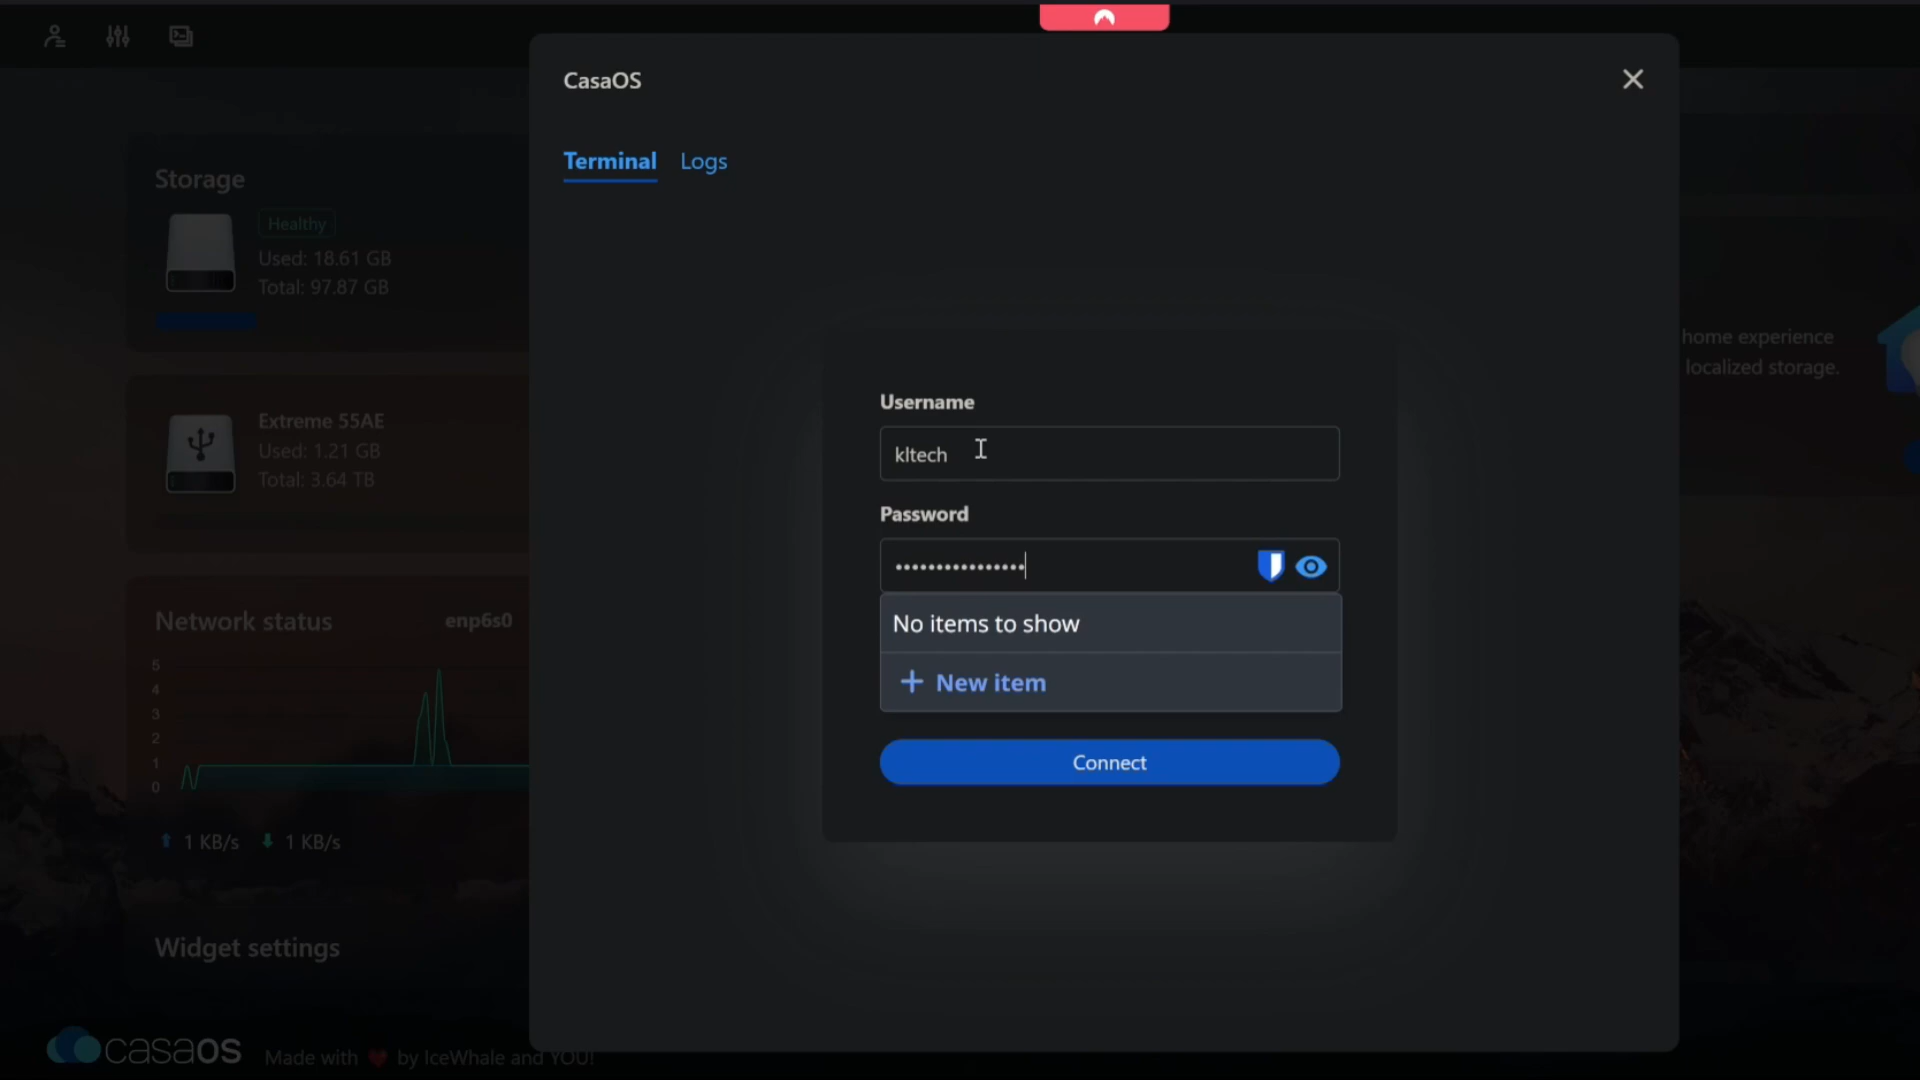 CasaOS
Terminal
Logs
Storage
Healthy
Used: 18.61 GB
Total: 97.87 GB
Extreme 55AE
Used: 1.21 GB
Total: 3.64 TB
Network status
enp6s0
5
4
3
2
1
0
1 KB/s
1 KB/s
Widget settings
casaOS
Made with ❤ by IceWhale and YOU!
home experience
localized storage.
Username
kltech
Password
••••••••••••••••
No items to show
+ New item
Connect